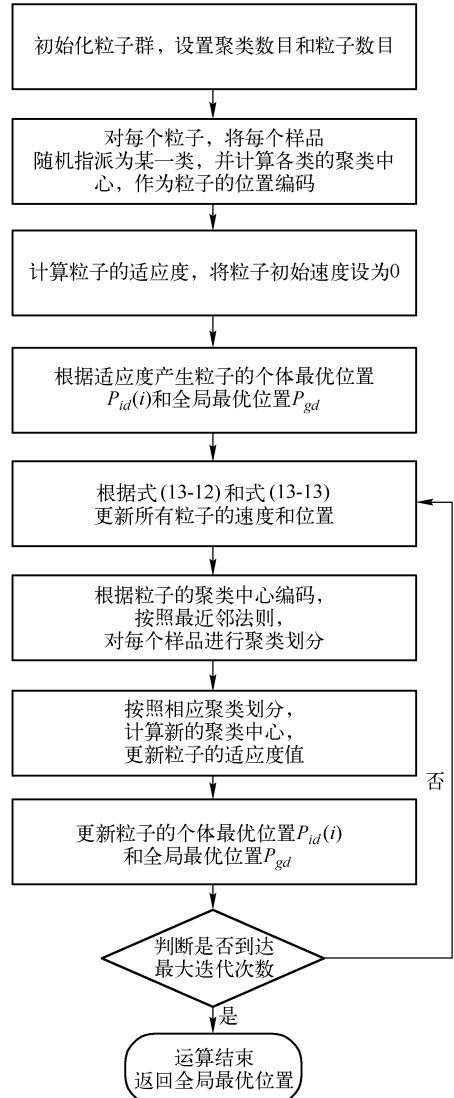 初始化粒子群，设置聚类数目和粒子数目
对每个粒子，将每个样品
随机指派为某一类，并计算各类的聚类中
心，作为粒子的位置编码
计算粒子的适应度，将粒子初始速度设为0
根据适应度产生粒子的个体最优位置
Pid(i)和全局最优位置Pgd
根据式(13-12)和式(13-13)
更新所有粒子的速度和位置
根据粒子的聚类中心编码，
按照最近邻法则，
对每个样品进行聚类划分
按照相应聚类划分，
计算新的聚类中心，
更新粒子的适应度值
更新粒子的个体最优位置Pid(i)
和全局最优位置Pgd
判断是否到达
最大迭代次数
否
是
运算结束
返回全局最优位置